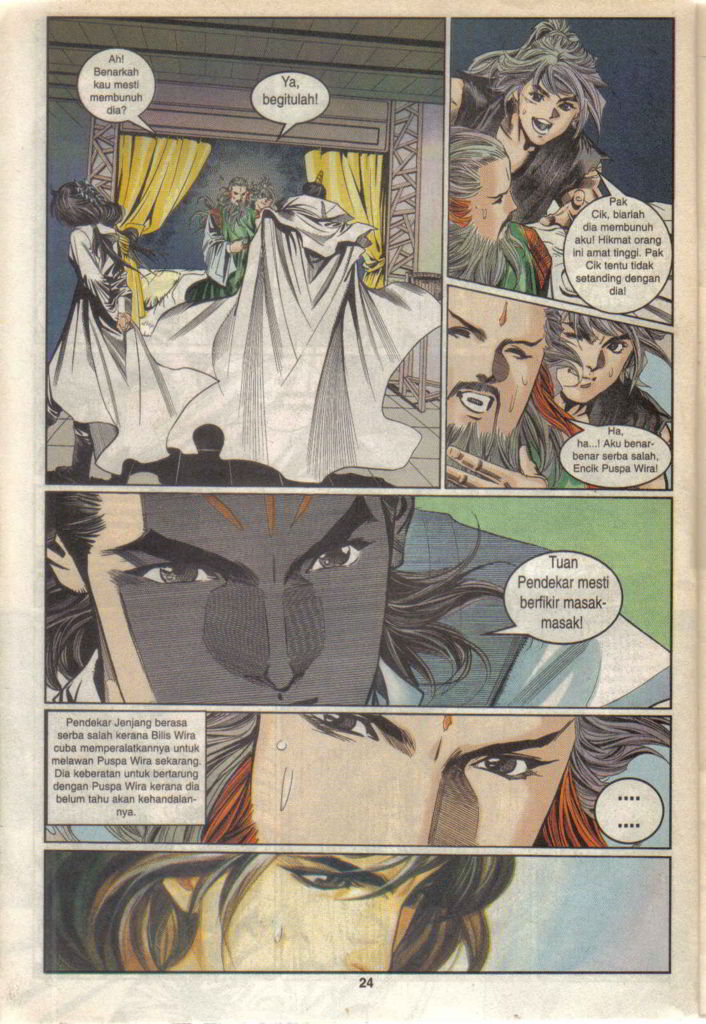 Ah!
Benarkah
kau mesti
membunuh
dia?
Ya,
begitulah!
Pak
Cik, biarlah
dia membunuh
aku! Hikmat orang
ini amat tinggi. Pak
Cik tentu tidak
setanding dengan
dia!
Ha,
ha...! Aku benar-
benar serba salah,
Encik Puspa Wira!
Tuan
Pendekar mesti
berfikir masak-
masak!
Pendekar Jenjang berasa
serba salah kerana Bilis Wira
cuba memperalatkannya untuk
melawan Puspa Wira sekarang.
Dia keberatan untuk bertarung
dengan Puspa Wira kerana dia
belum tahu akan kehandalan-
nya.
....
....
24